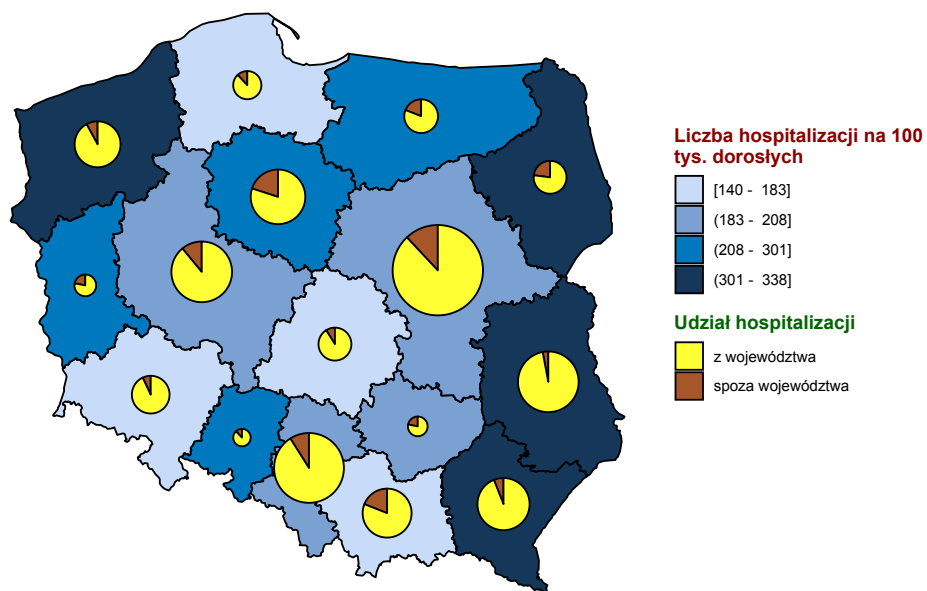 Liczba hospitalizacji na 100
tys. dorosłych
[140 - 183]
(183 - 208]
(208 - 301]
(301 - 338]
Udział hospitalizacji
z województwa
spoza województwa